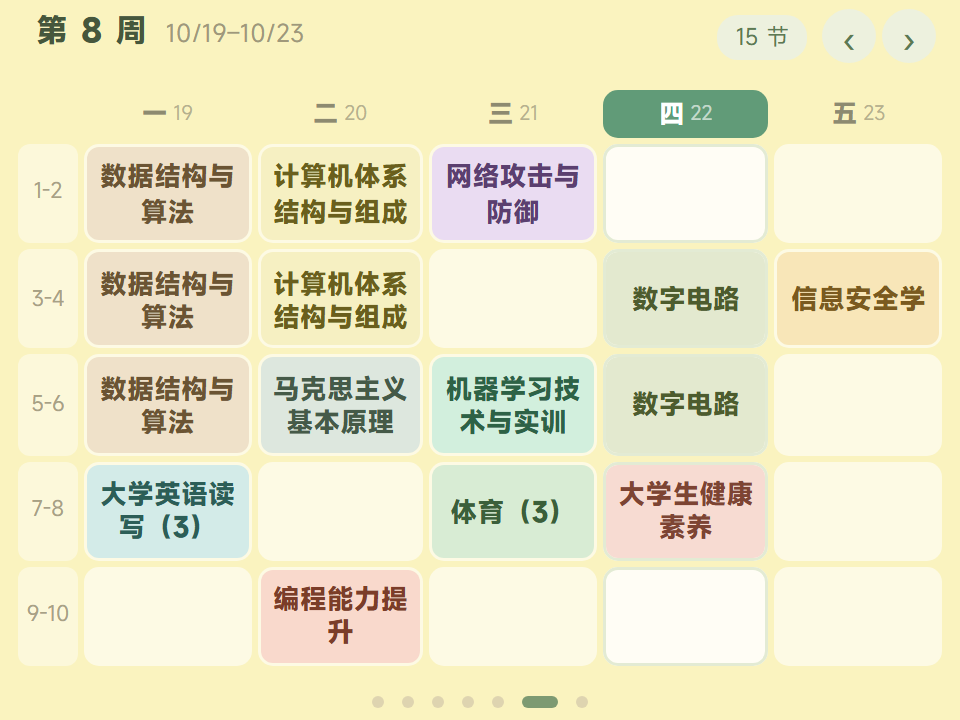 第 8 周 10/19–10/23 15 节 ‹ ›
一 19 二 20 三 21 四 22 五 23
1-2 数据结构与 计算机体系 网络攻击与
算法 结构与组成 防御
3-4 数据结构与 计算机体系 数字电路 信息安全学
算法 结构与组成
5-6 数据结构与 马克思主义 机器学习技 数字电路
算法 基本原理 术与实训
7-8 大学英语读 体育（3） 大学生健康
写（3） 素养
9-10 编程能力提
升